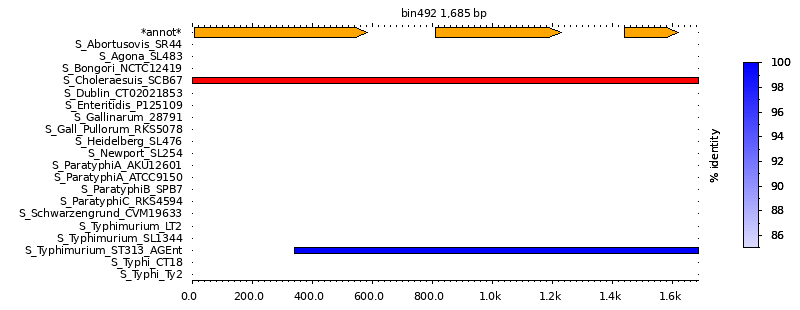 bin492 1,685 bp
*annot*
S_Abortusovis_SR44
S_Agona_SL483
S_Bongori_NCTC12419
S_Choleraesuis_SCB67
S_Dublin_CT02021853
S_Enteritidis_P125109
S_Gallinarum_28791
S_Gall_Pullorum_RKS5078
S_Heidelberg_SL476
S_Newport_SL254
S_ParatyphiA_AKU12601
S_ParatyphiA_ATCC9150
S_ParatyphiB_SPB7
S_ParatyphiC_RKS4594
S_Schwarzengrund_CVM19633
S_Typhimurium_LT2
S_Typhimurium_SL1344
S_Typhimurium_ST313_AGEnt
S_Typhi_CT18
S_Typhi_Ty2
0.0 200.0 400.0 600.0 800.0 1.0k 1.2k 1.4k 1.6k
% identity
100
98
96
94
92
90
88
86